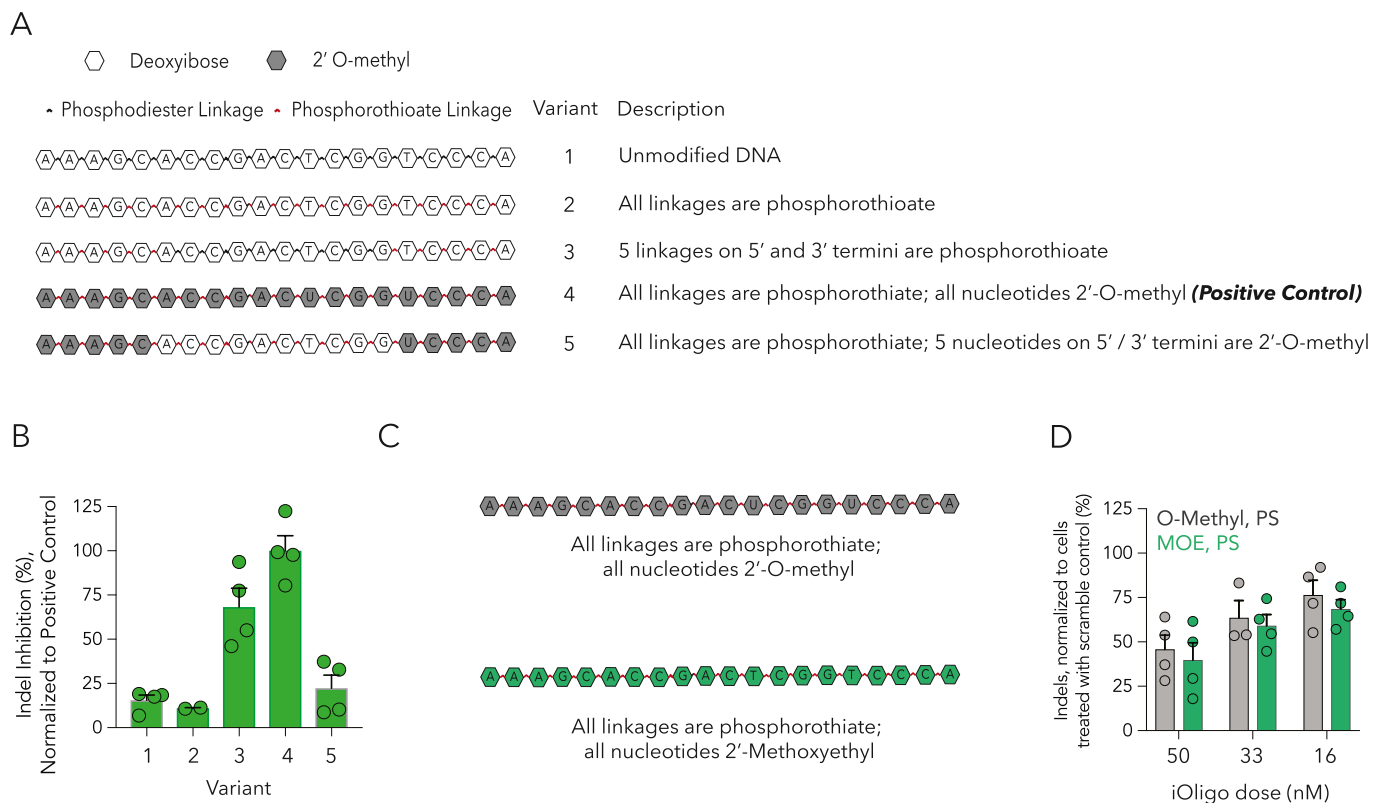 A
Deoxyibose 2' O-methyl
Phosphodiester Linkage Phosphorothioate Linkage Variant Description
A A A G C A C C G A C T C G G T C C C A 1 Unmodified DNA
A A A G C A C C G A C T C G G T C C C A 2 All linkages are phosphorothioate
A A A G C A C C G A C T C G G T C C C A 3 5 linkages on 5' and 3' termini are phosphorothioate
A A A G C A C C G A C U C G G U C C C A 4 All linkages are phosphorothiate; all nucleotides 2'-O-methyl (Positive Control)
A A A G C A C C G A C T C G G U C C C A 5 All linkages are phosphorothiate; 5 nucleotides on 5' / 3' termini are 2'-O-methyl
B
Indel Inhibition (%),
Normalized to Positive Control
125
100
75
50
25
0
1 2 3 4 5
Variant
C
A A A G C A C C G A C U C G G U C C C A
All linkages are phosphorothiate;
all nucleotides 2'-O-methyl
A A A G C A C C G A C T C G G T C C C A
All linkages are phosphorothiate;
all nucleotides 2'-Methoxyethyl
D
Indels, normalized to cells
treated with scramble control (%)
125
100
75
50
25
0
O-Methyl, PS
MOE, PS
50 33 16
iOligo dose (nM)